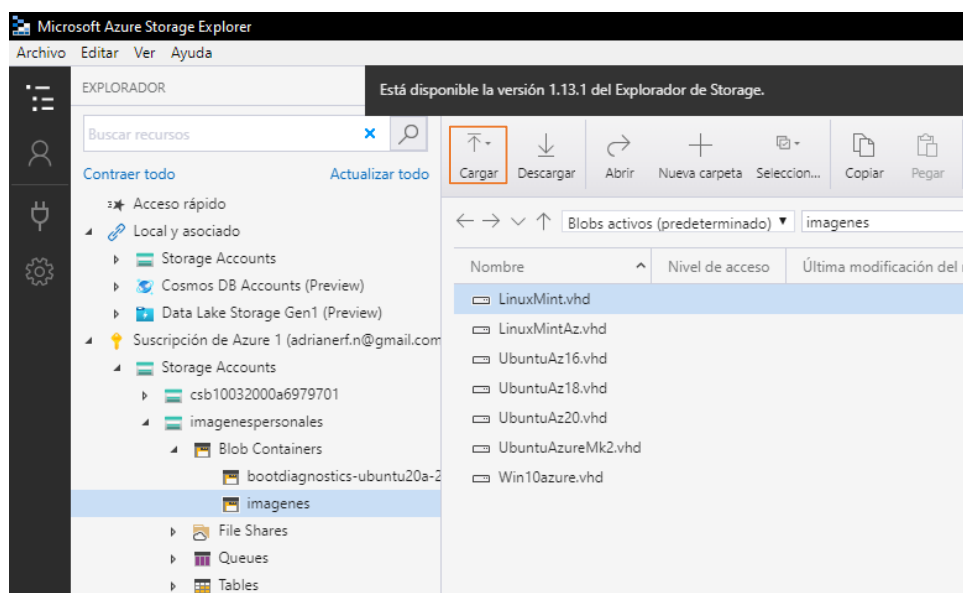 Microsoft Azure Storage Explorer
Archivo Editar Ver Ayuda
EXPLORADOR
Está disponible la versión 1.13.1 del Explorador de Storage.
Buscar recursos
Contraer todo Actualizar todo
Cargar Descargar Abrir Nueva carpeta Seleccion... Copiar Pegar
Acceso rápido
Local y asociado
Storage Accounts
Cosmos DB Accounts (Preview)
Data Lake Storage Gen1 (Preview)
Suscripción de Azure 1 (adrianerf.n@gmail.com
Storage Accounts
csb10032000a6979701
imagenespersonales
Blob Containers
bootdiagnostics-ubuntu20a-2
imagenes
File Shares
Queues
Tables
Blobs activos (predeterminado) imagenes
Nombre Nivel de acceso Última modificación del
LinuxMint.vhd
LinuxMintAz.vhd
UbuntuAz16.vhd
UbuntuAz18.vhd
UbuntuAz20.vhd
UbuntuAzureMk2.vhd
Win10azure.vhd